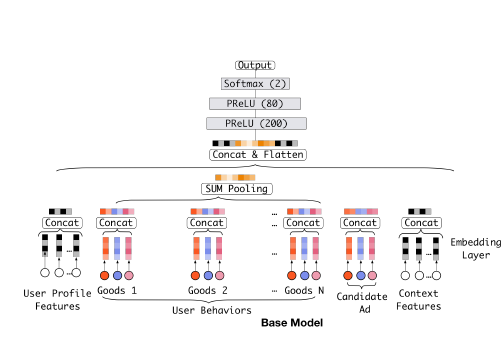 Output
Softmax (2)
PReLU (80)
PReLU (200)
Concat & Flatten
SUM Pooling
...
Concat Concat Concat ... Concat Concat Concat
Embedding
Layer
... ... ...
Goods 1 Goods 2 ... Goods N
User Profile
Features
User Behaviors
Candidate
Ad
Context
Features
Base Model